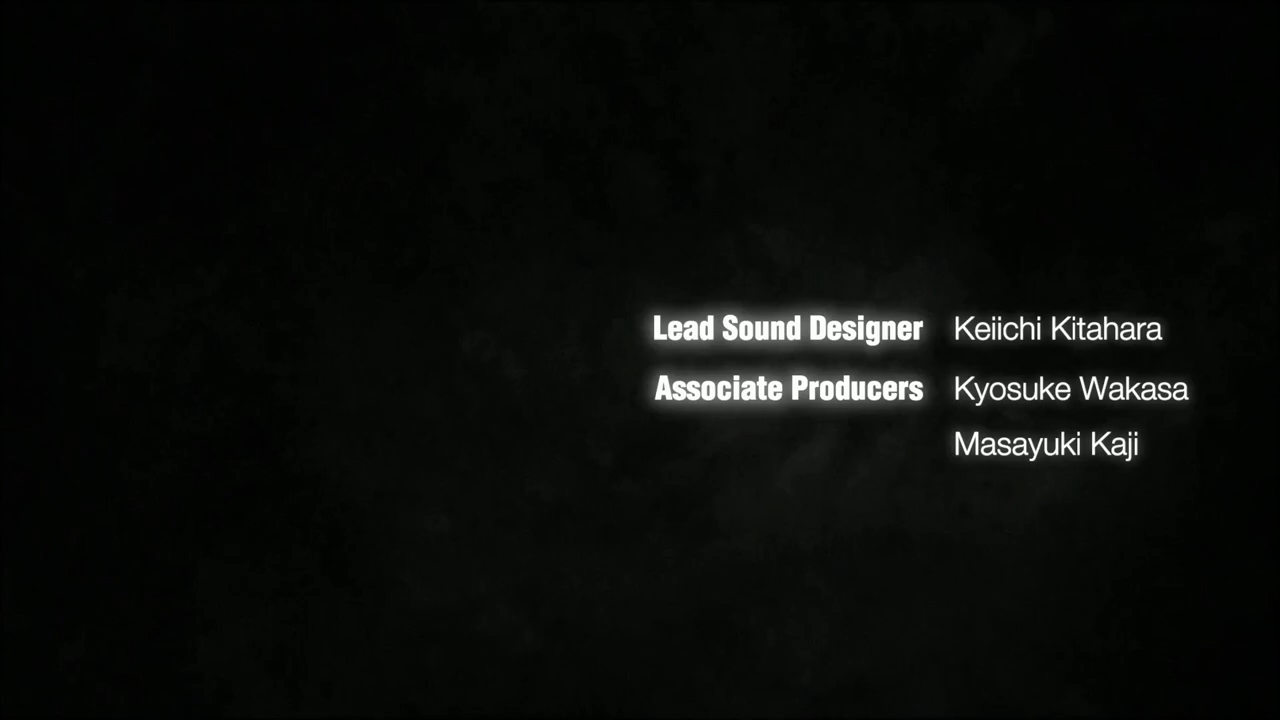 Lead Sound Designer Keiichi Kitahara
Associate Producers Kyosuke Wakasa
Masayuki Kaji